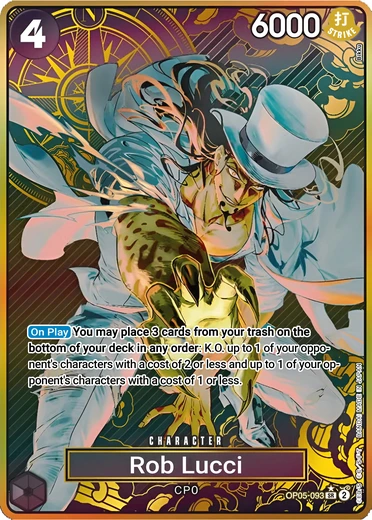 4
6000
打
STRIKE
On Play You may place 3 cards from your trash on the
bottom of your deck in any order: K.O. up to 1 of your oppo-
nent's characters with a cost of 2 or less and up to 1 of your op-
ponent's characters with a cost of 1 or less.
CHARACTER
Rob Lucci
CP0
OP05-093 SR 2